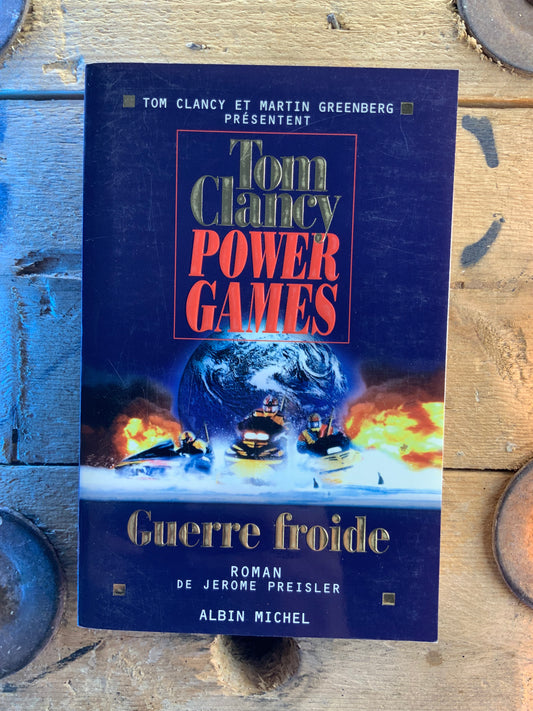 TOM CLANCY ET MARTIN GREENBERG
PRÉSENTENT
Tom
Clancy
POWER
GAMES
Guerre froide
ROMAN
DE JEROME PREISLER
ALBIN MICHEL